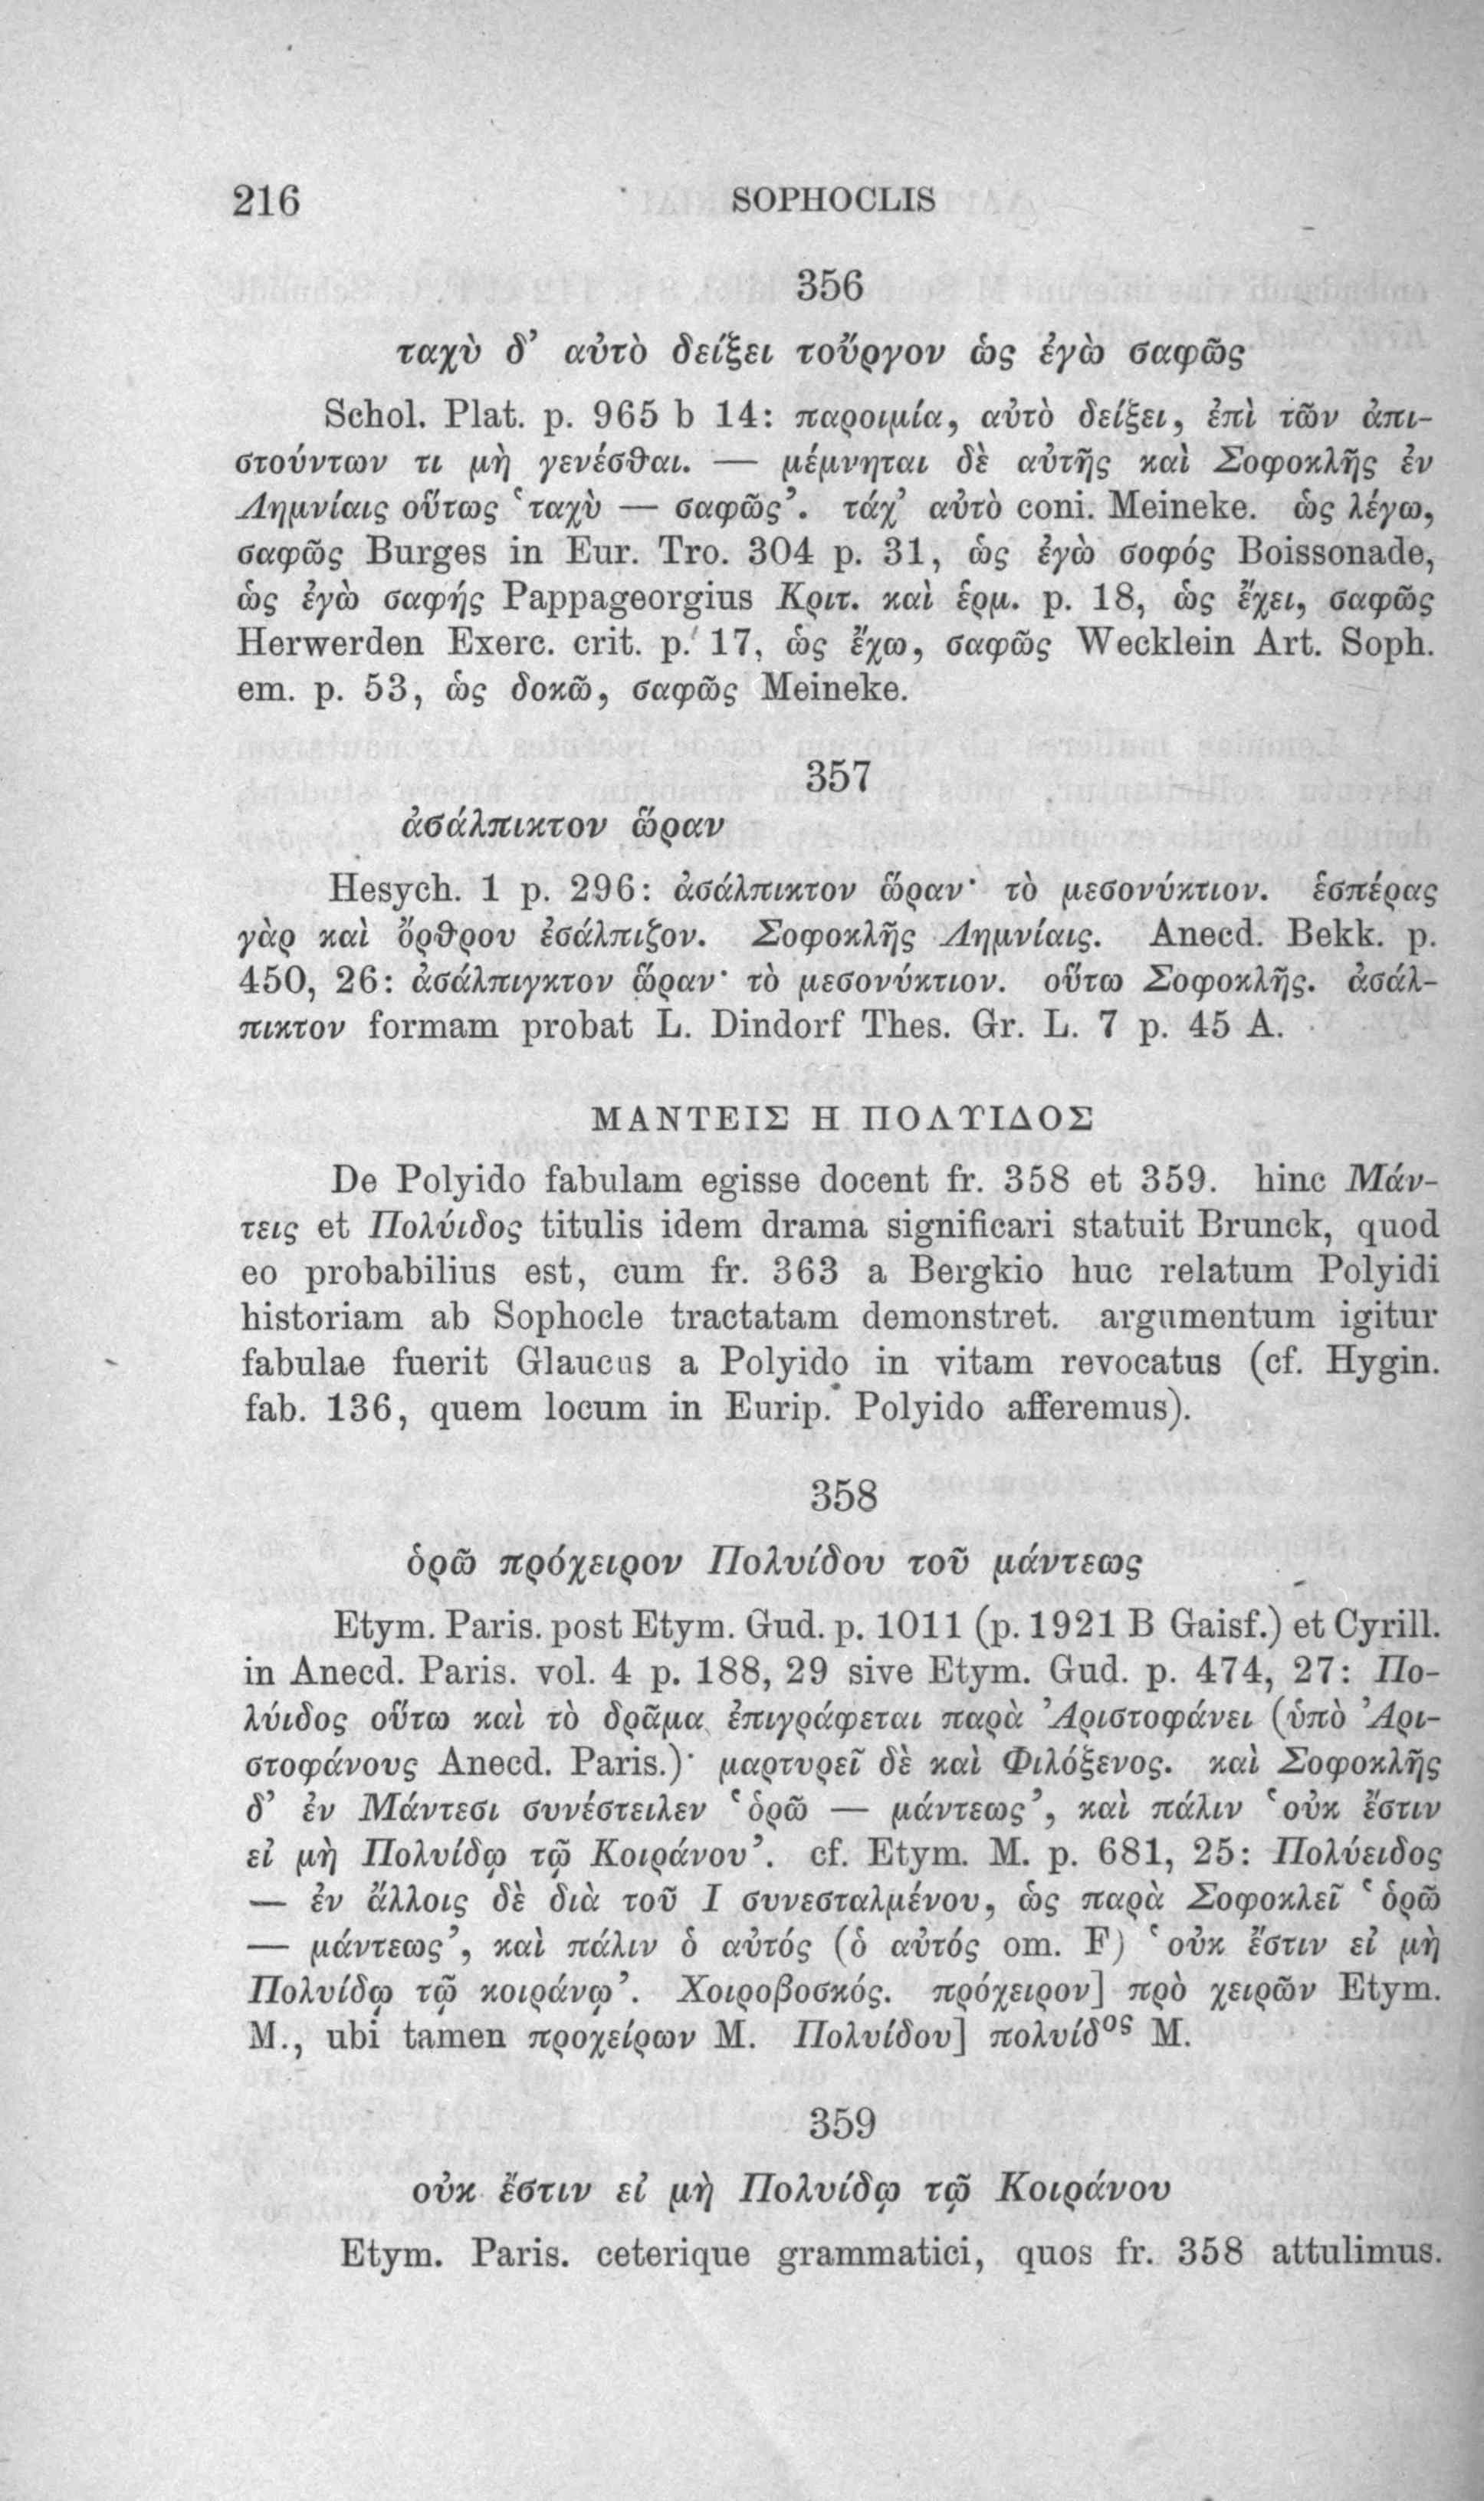 216 SOPHOCLIS
356
ταχὺ δ’ αὐτὸ δείξει τοὔργον ὡς ἐγὼ σαφῶς
Schol. Plat. p. 965 b 14: παροιμία, αὐτὸ δείξει, ἐπὶ τῶν ἀπι-
στούντων τι μὴ γενέσθαι. — μέμνηται δὲ αὐτῆς καὶ Σοφοκλῆς ἐν
Λημνίαις οὕτως ‘ταχὺ — σαφῶς’. τάχ’ αὐτὸ coni. Meineke. ὡς λέγω,
σαφῶς Burges in Eur. Tro. 304 p. 31, ὡς ἐγὼ σοφός Boissonade,
ὡς ἐγὼ σαφής Pappageorgius Κριτ. καὶ ἑρμ. p. 18, ὡς ἔχει, σαφῶς
Herwerden Exerc. crit. p. 17, ὡς ἔχω, σαφῶς Wecklein Art. Soph.
em. p. 53, ὡς δοκῶ, σαφῶς Meineke.
357
ἀσάλπικτον ὥραν
Hesych. 1 p. 296: ἀσάλπικτον ὥραν· τὸ μεσονύκτιον. ἑσπέρας
γὰρ καὶ ὄρθρου ἐσάλπιζον. Σοφοκλῆς Λημνίαις. Anecd. Bekk. p.
450, 26: ἀσάλπιγκτον ὥραν· τὸ μεσονύκτιον. οὕτω Σοφοκλῆς. ἀσάλ-
πικτον formam probat L. Dindorf Thes. Gr. L. 7 p. 45 A.
ΜΑΝΤΕΙΣ Η ΠΟΛΥΙΔΟΣ
De Polyido fabulam egisse docent fr. 358 et 359. hinc Μάν-
τεις et Πολύιδος titulis idem drama significari statuit Brunck, quod
eo probabilius est, cum fr. 363 a Bergkio huc relatum Polyidi
historiam ab Sophocle tractatam demonstret. argumentum igitur
fabulae fuerit Glaucus a Polyido in vitam revocatus (cf. Hygin.
fab. 136, quem locum in Eurip. Polyido afferemus).
358
ὁρῶ πρόχειρον Πολυίδου τοῦ μάντεως
Etym. Paris. post Etym. Gud. p. 1011 (p. 1921 B Gaisf.) et Cyrill.
in Anecd. Paris. vol. 4 p. 188, 29 sive Etym. Gud. p. 474, 27: Πο-
λύιδος οὕτω καὶ τὸ δρᾶμα ἐπιγράφεται παρὰ Ἀριστοφάνει (ὑπὸ Ἀρι-
στοφάνους Anecd. Paris.)· μαρτυρεῖ δὲ καὶ Φιλόξενος. καὶ Σοφοκλῆς
δ’ ἐν Μάντεσι συνέστειλεν ‘ὁρῶ — μάντεως’, καὶ πάλιν ‘οὐκ ἔστιν
εἰ μὴ Πολυίδῳ τῷ Κοιράνου’. cf. Etym. M. p. 681, 25: Πολύειδος
— ἐν ἄλλοις δὲ διὰ τοῦ Ι συνεσταλμένου, ὡς παρὰ Σοφοκλεῖ ‘ὁρῶ
— μάντεως’, καὶ πάλιν ὁ αὐτός (ὁ αὐτός om. F) ‘οὐκ ἔστιν εἰ μὴ
Πολυίδῳ τῷ κοιράνῳ’. Χοιροβοσκός. πρόχειρον] πρὸ χειρῶν Etym.
M., ubi tamen προχείρων M. Πολυίδου] πολυίδος M.
359
οὐκ ἔστιν εἰ μὴ Πολυίδῳ τῷ Κοιράνου
Etym. Paris. ceterique grammatici, quos fr. 358 attulimus.